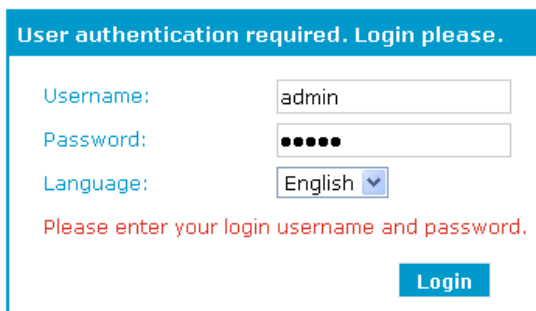 User authentication required. Login please.
Username: admin
Password: ●●●●●
Language: English
Please enter your login username and password.
Login